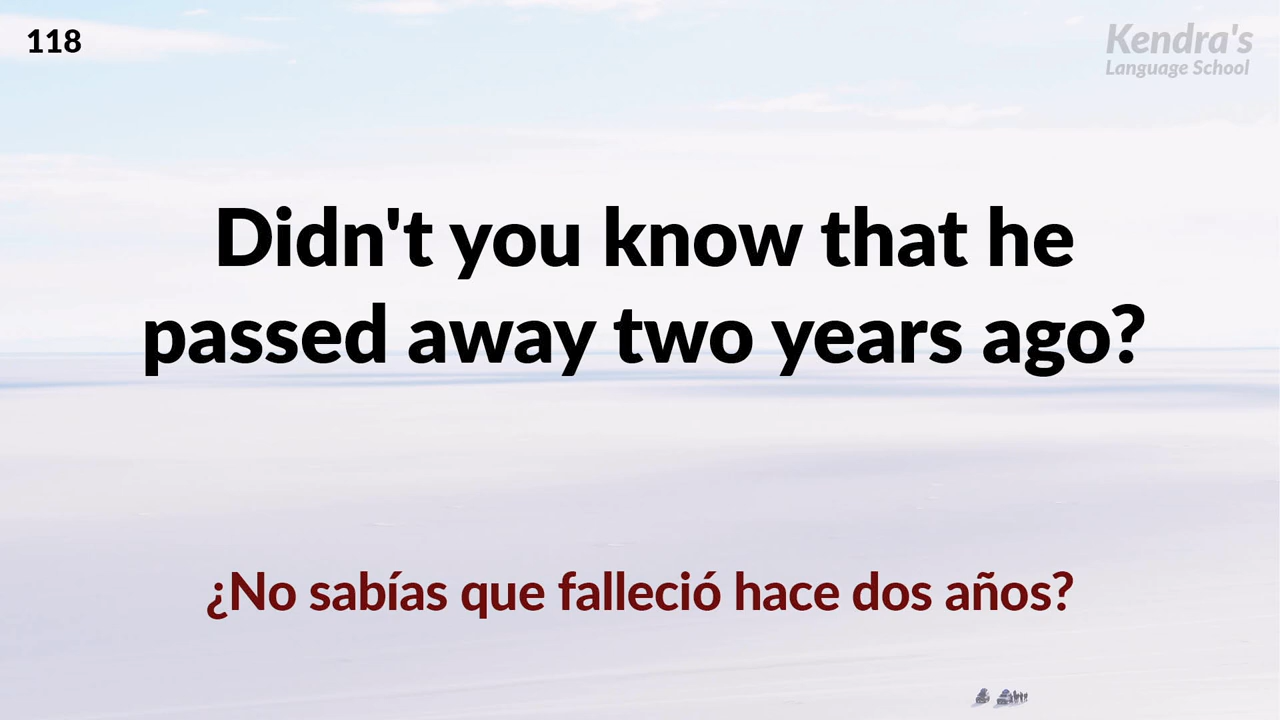 118
Kendra's
Language School
Didn't you know that he
passed away two years ago?
¿No sabías que falleció hace dos años?